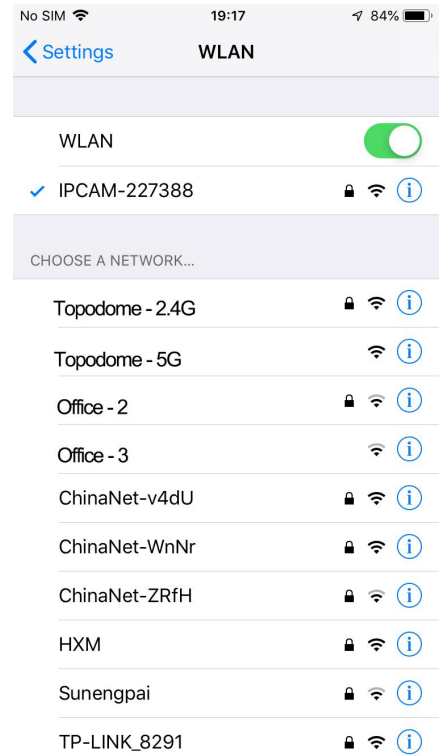 No SIM 19:17 84%
Settings WLAN
WLAN
IPCAM-227388
CHOOSE A NETWORK...
Topodome - 2.4G
Topodome - 5G
Office - 2
Office - 3
ChinaNet-v4dU
ChinaNet-WnNr
ChinaNet-ZRfH
HXM
Sunengpai
TP-LINK_8291